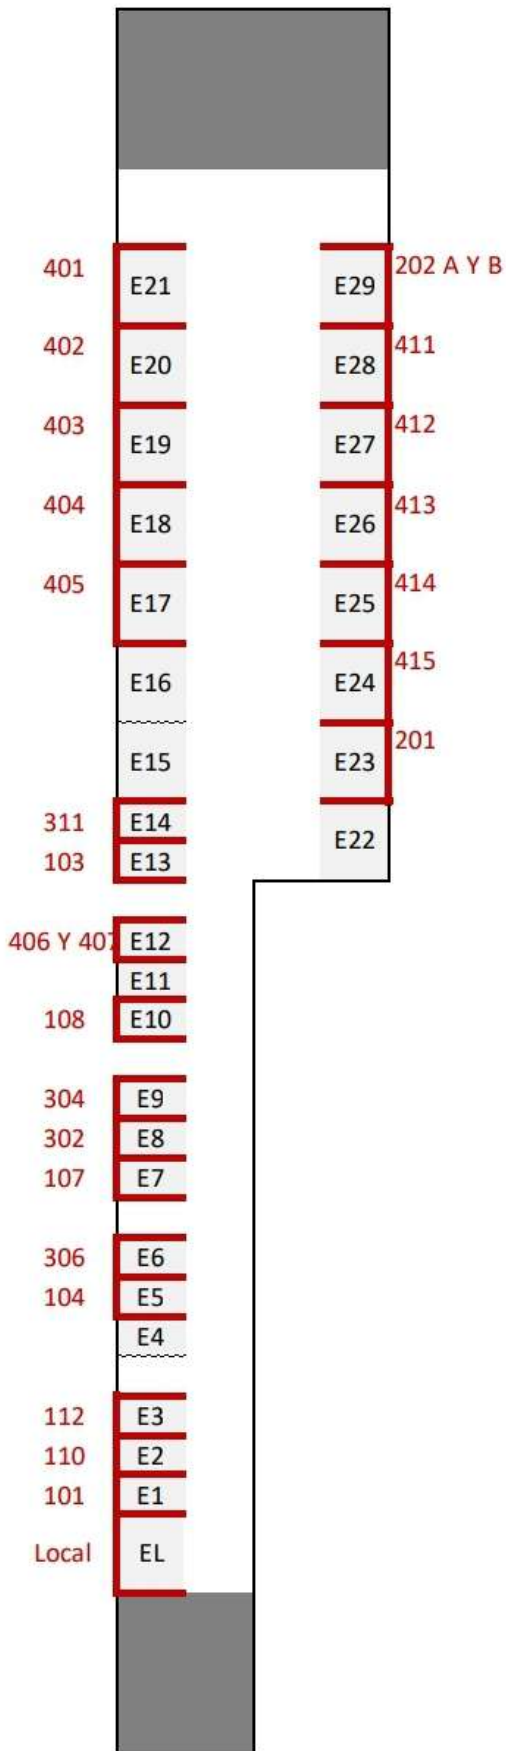 401 E21 E29 202 A Y B
402 E20 E28 411
403 E19 E27 412
404 E18 E26 413
405 E17 E25 414
E16 E24 415
E15 E23 201
311 E14
E22
103 E13
406 Y 407 E12
E11
108 E10
304 E9
302 E8
107 E7
306 E6
104 E5
E4
112 E3
110 E2
101 E1
Local EL